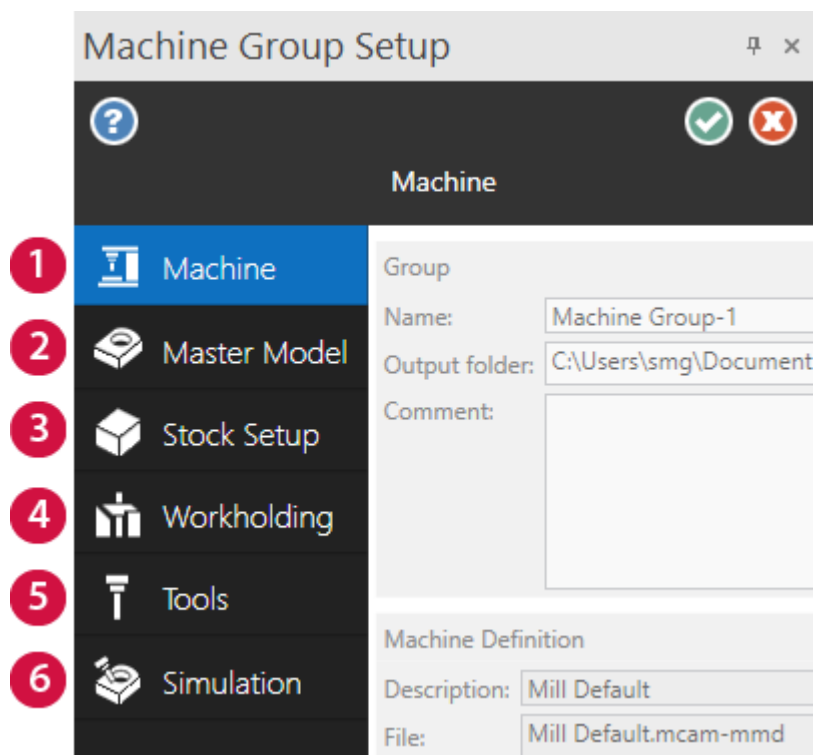 Machine Group Setup
?
Machine
1 Machine
2 Master Model
3 Stock Setup
4 Workholding
5 Tools
6 Simulation
Group
Name: Machine Group-1
Output folder: C:\Users\smg\Document
Comment:
Machine Definition
Description: Mill Default
File: Mill Default.mcam-mmd